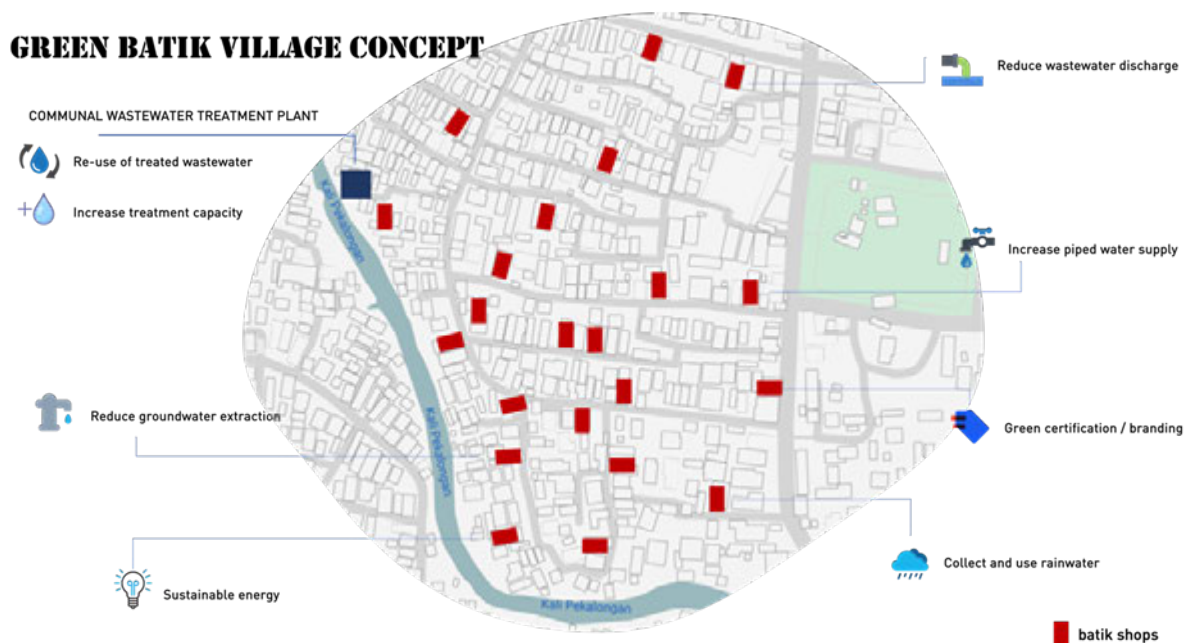 GREEN BATIK VILLAGE CONCEPT
COMMUNAL WASTEWATER TREATMENT PLANT
Re-use of treated wastewater
Increase treatment capacity
Reduce wastewater discharge
Kali Pekalongan
Increase piped water supply
Kali Pekalongan
Reduce groundwater extraction
Green certification / branding
Collect and use rainwater
Sustainable energy
Kali Pekalongan
batik shops